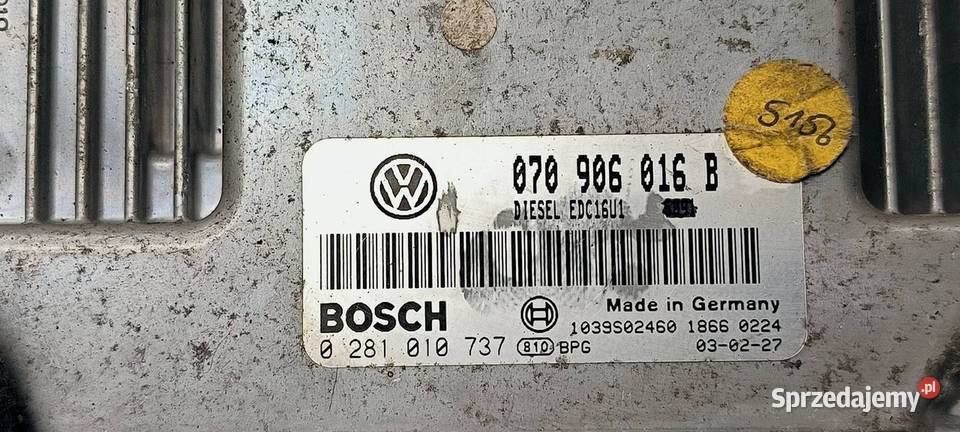 070 906 016 B
DIESEL EDC16U1
BOSCH
Made in Germany
1039S02460 1866 0224
0 281 010 737 810 BPG
03-02-27
Sprzedajemy.pl